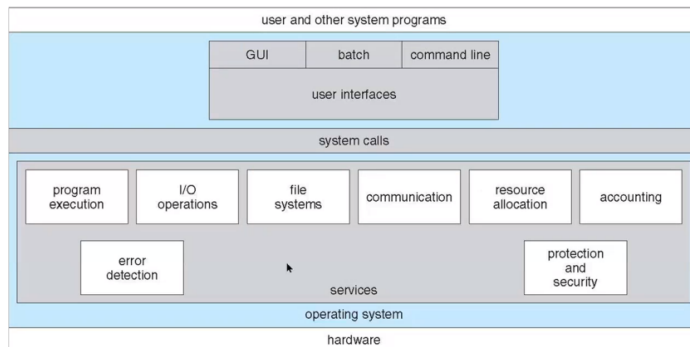 user and other system programs
GUI batch command line
user interfaces
system calls
program execution
I/O operations
file systems
communication
resource allocation
accounting
error detection
protection and security
services
operating system
hardware